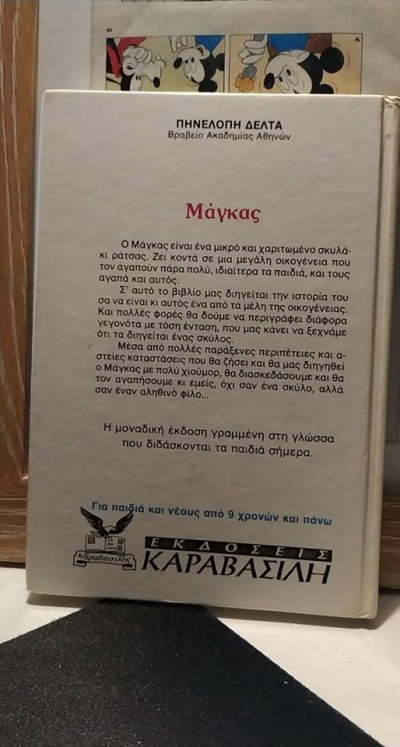 ΠΗΝΕΛΟΠΗ ΔΕΛΤΑ
Βραβείο Ακαδημίας Αθηνών
Μάγκας
Ο Μάγκας είναι ένα μικρό και χαριτωμένο σκυλά-
κι ράτσας. Ζει κοντά σε μια μεγάλη οικογένεια που
τον αγαπούν πάρα πολύ, ιδιαίτερα τα παιδιά, και τους
αγαπά και αυτός.
Σ' αυτό το βιβλίο μας διηγείται την ιστορία του
σα να είναι κι αυτός ένα από τα μέλη της οικογένειας.
Και πολλές φορές θα δούμε να περιγράφει διάφορα
γεγονότα με τόση ένταση, που μας κάνει να ξεχνάμε
ότι τα διηγείται ένας σκύλος.
Μέσα από πολλές παράξενες περιπέτειες και α-
στείες καταστάσεις που θα ζήσει και θα μας διηγηθεί
ο Μάγκας με πολύ χιούμορ, θα διασκεδάσουμε και θα
τον αγαπήσουμε κι εμείς, όχι σαν ένα σκύλο, αλλά
σαν έναν αληθινό φίλο...
Η μοναδική έκδοση γραμμένη στη γλώσσα
που διδάσκονται τα παιδιά σήμερα.
Για παιδιά και νέους από 9 χρονών και πάνω
καραβασίλης
ΕΚΔΟΣΕΙΣ
ΚΑΡΑΒΑΣΙΛΗ